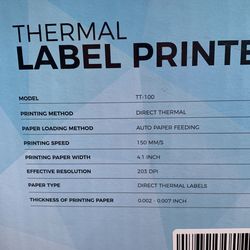 THERMAL
LABEL PRINTE
MODEL TT-100
PRINTING METHOD DIRECT THERMAL
PAPER LOADING METHOD AUTO PAPER FEEDING
PRINTING SPEED 150 MM/S
PRINTING PAPER WIDTH 4.1 INCH
EFFECTIVE RESOLUTION 203 DPI
PAPER TYPE DIRECT THERMAL LABELS
THICKNESS OF PRINTING PAPER 0.002 - 0.007 INCH